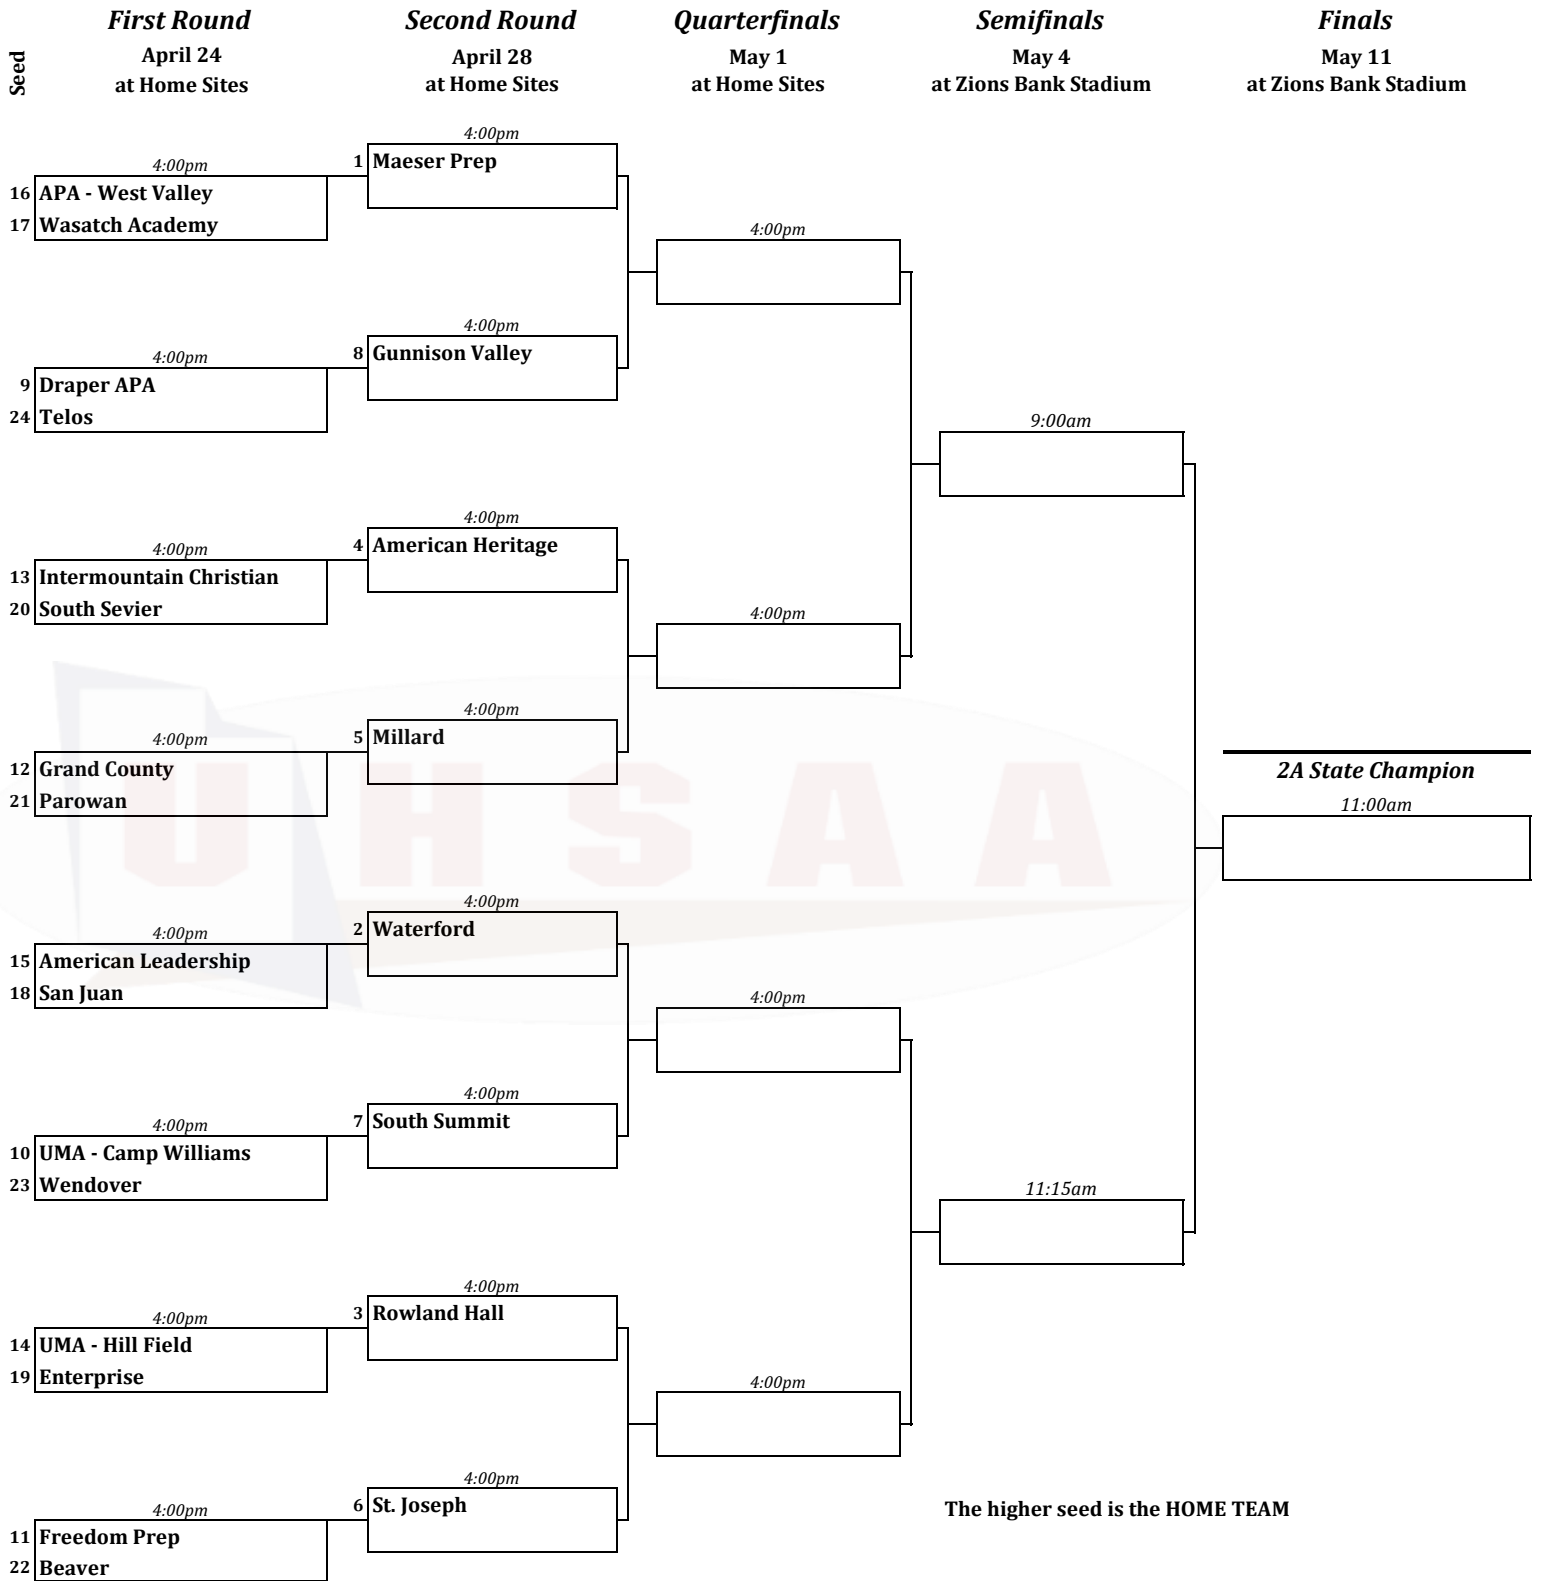 First Round
April 24
at Home Sites
Second Round
April 28
at Home Sites
Quarterfinals
May 1
at Home Sites
Semifinals
May 4
at Zions Bank Stadium
Finals
May 11
at Zions Bank Stadium
Seed
4:00pm
16 APA - West Valley
17 Wasatch Academy
4:00pm
9 Draper APA
24 Telos
4:00pm
13 Intermountain Christian
20 South Sevier
4:00pm
12 Grand County
21 Parowan
4:00pm
15 American Leadership
18 San Juan
4:00pm
10 UMA - Camp Williams
23 Wendover
4:00pm
14 UMA - Hill Field
19 Enterprise
4:00pm
11 Freedom Prep
22 Beaver
4:00pm
1 Maeser Prep
4:00pm
8 Gunnison Valley
4:00pm
4 American Heritage
4:00pm
5 Millard
4:00pm
2 Waterford
4:00pm
7 South Summit
4:00pm
3 Rowland Hall
4:00pm
6 St. Joseph
4:00pm
4:00pm
4:00pm
4:00pm
9:00am
11:15am
2A State Champion
11:00am
The higher seed is the HOME TEAM
UHSAA